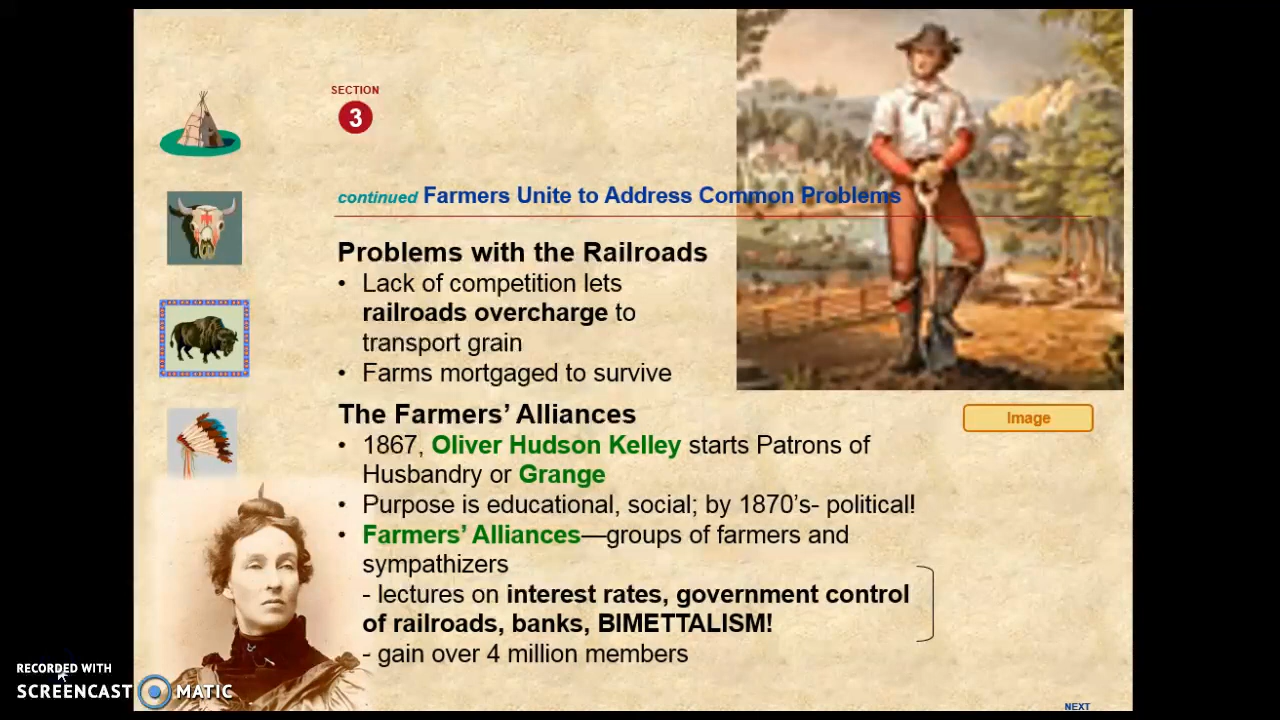 SECTION
3
continued Farmers Unite to Address Common Problems
Problems with the Railroads
• Lack of competition lets
railroads overcharge to
transport grain
• Farms mortgaged to survive
The Farmers’ Alliances
• 1867, Oliver Hudson Kelley starts Patrons of
Husbandry or Grange
• Purpose is educational, social; by 1870’s- political!
• Farmers’ Alliances—groups of farmers and
sympathizers
- lectures on interest rates, government control
of railroads, banks, BIMETTALISM!
- gain over 4 million members
Image
RECORDED WITH
SCREENCAST MATIC
NEXT